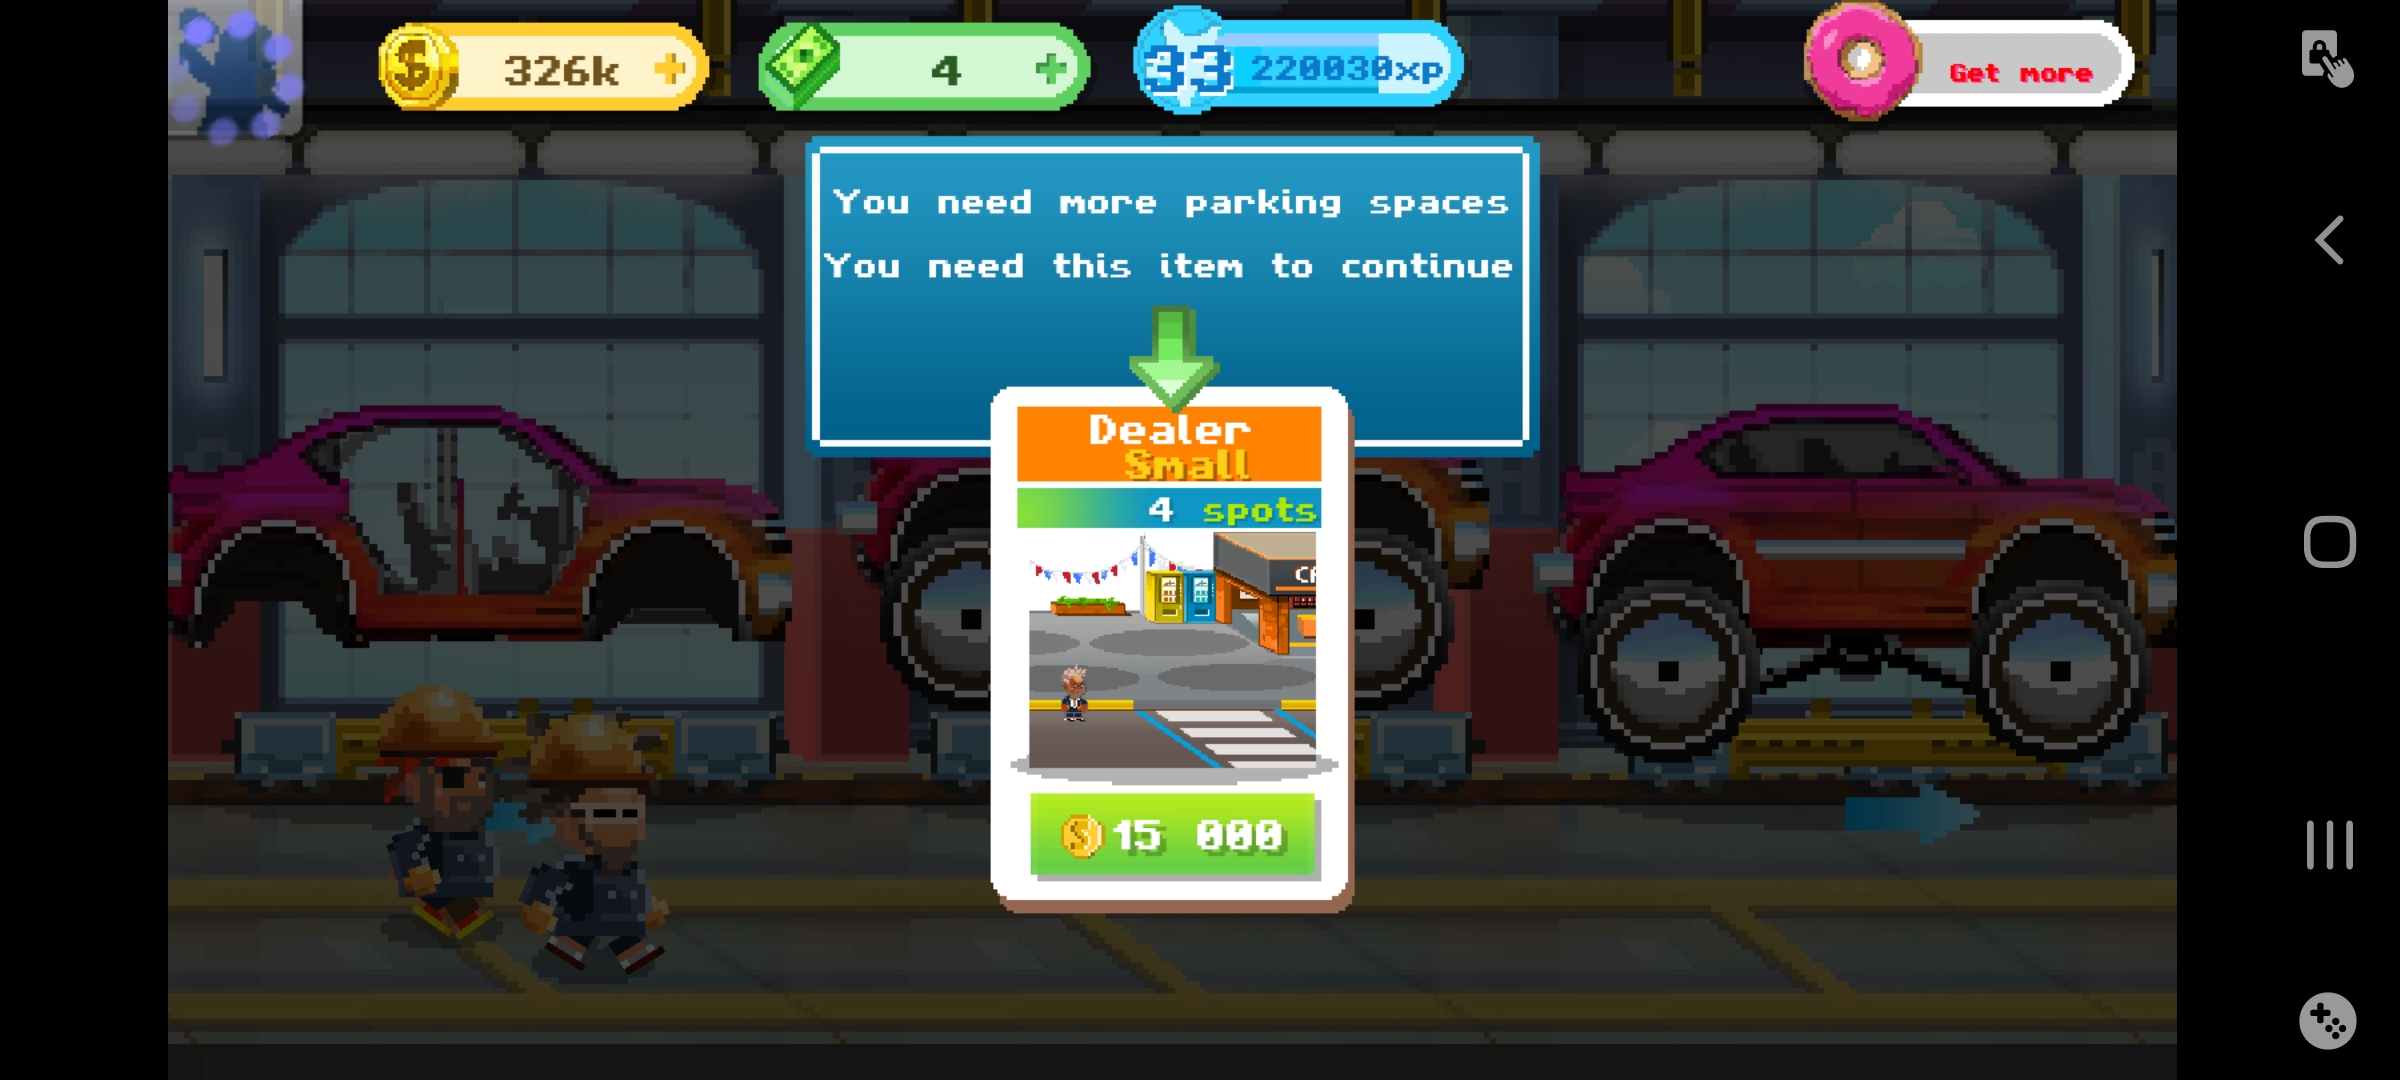 326k
4
33
220030xp
Get more
You need more parking spaces
You need this item to continue
Dealer
Small
4 spots
15 000